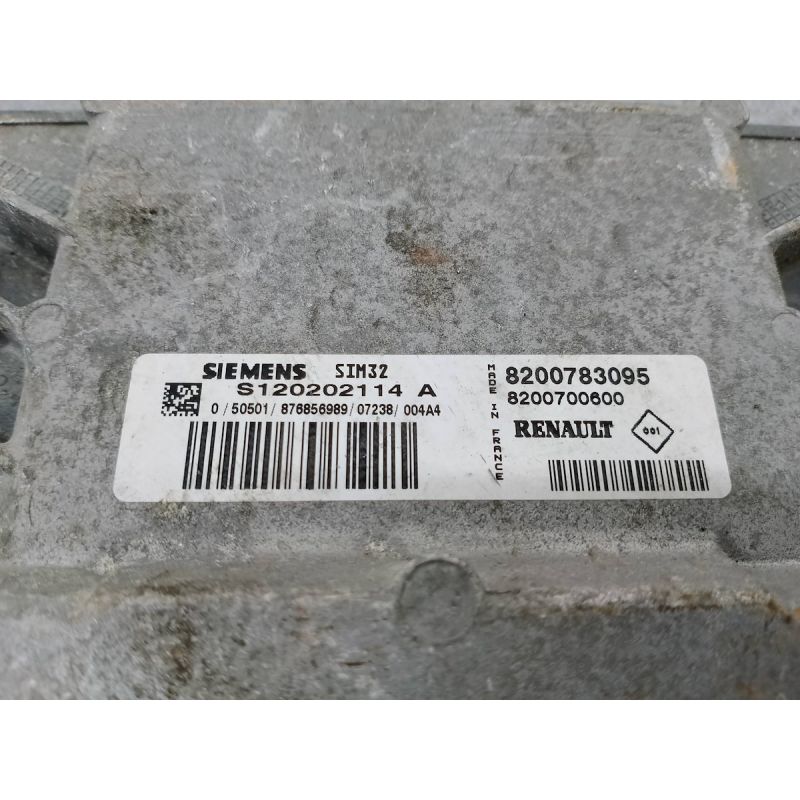 SIEMENS SIM32
S120202114 A
0/50501/876856989/07238/004A4
MADE IN FRANCE
8200783095
8200700600
RENAULT 001